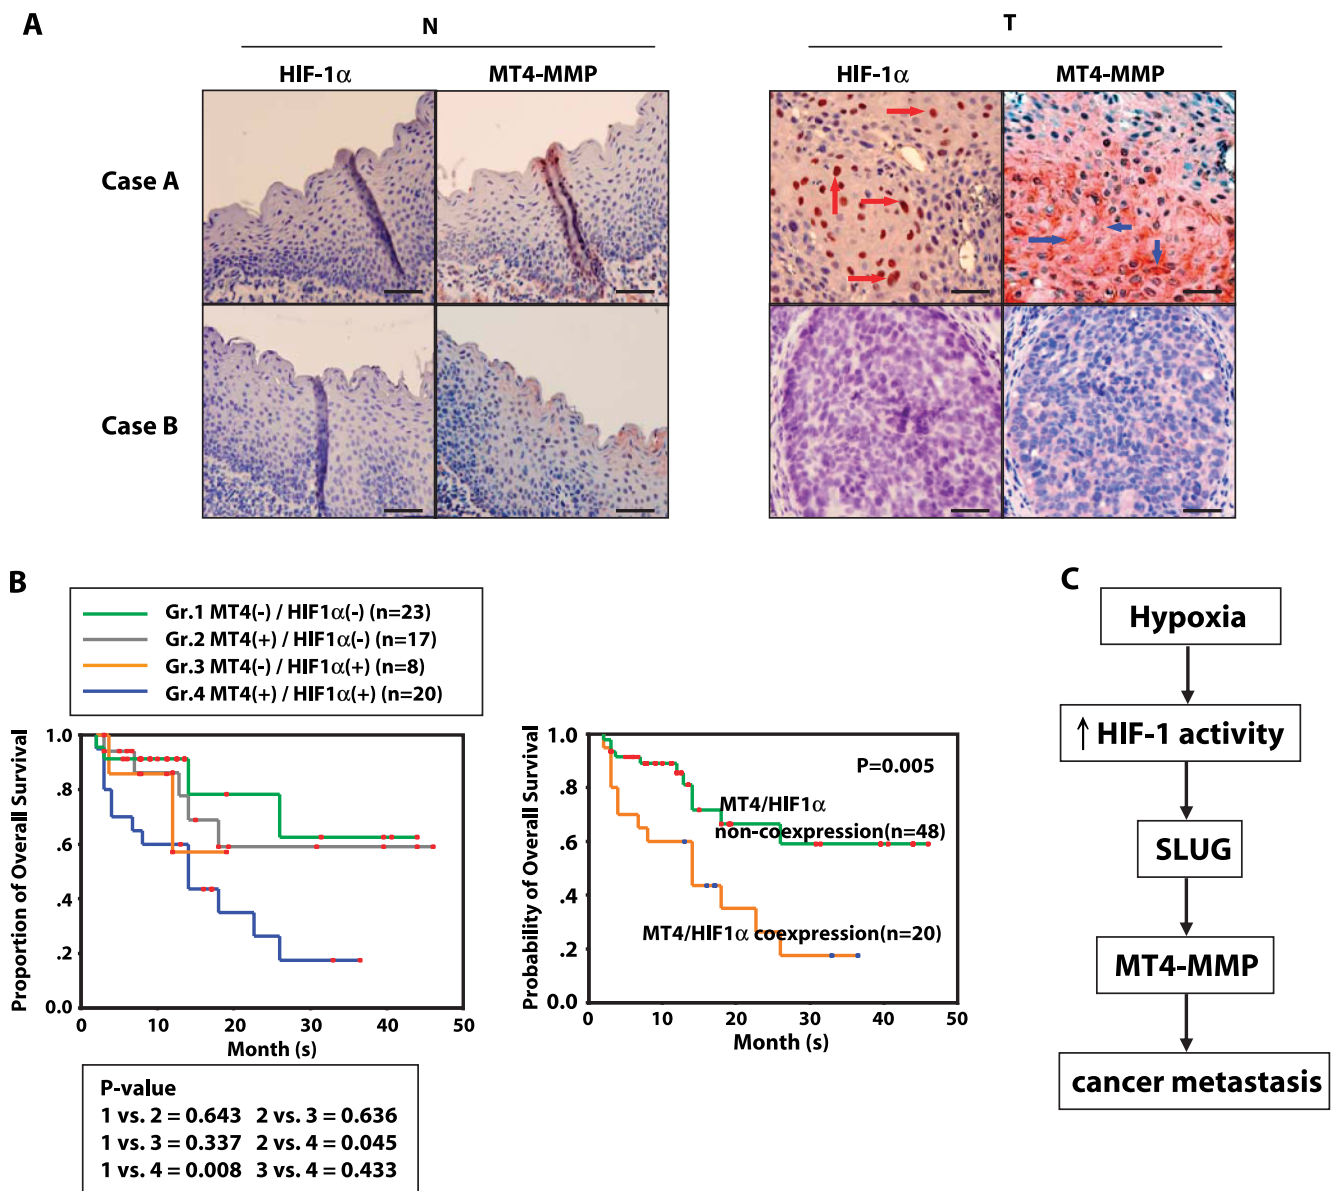 A
N
T
HIF-1α
MT4-MMP
HIF-1α
MT4-MMP
Case A
Case B
B
Gr.1 MT4(-) / HIF1α(-) (n=23)
Gr.2 MT4(+) / HIF1α(-) (n=17)
Gr.3 MT4(-) / HIF1α(+) (n=8)
Gr.4 MT4(+) / HIF1α(+) (n=20)
Proportion of Overall Survival
1.0
.8
.6
.4
.2
0.0
0 10 20 30 40 50
Month (s)
P-value
1 vs. 2 = 0.643 2 vs. 3 = 0.636
1 vs. 3 = 0.337 2 vs. 4 = 0.045
1 vs. 4 = 0.008 3 vs. 4 = 0.433
Probability of Overall Survival
1.0
.8
.6
.4
.2
0.0
P=0.005
MT4/HIF1α
non-coexpression(n=48)
MT4/HIF1α coexpression(n=20)
0 10 20 30 40 50
Month (s)
C
Hypoxia
↑ HIF-1 activity
SLUG
MT4-MMP
cancer metastasis